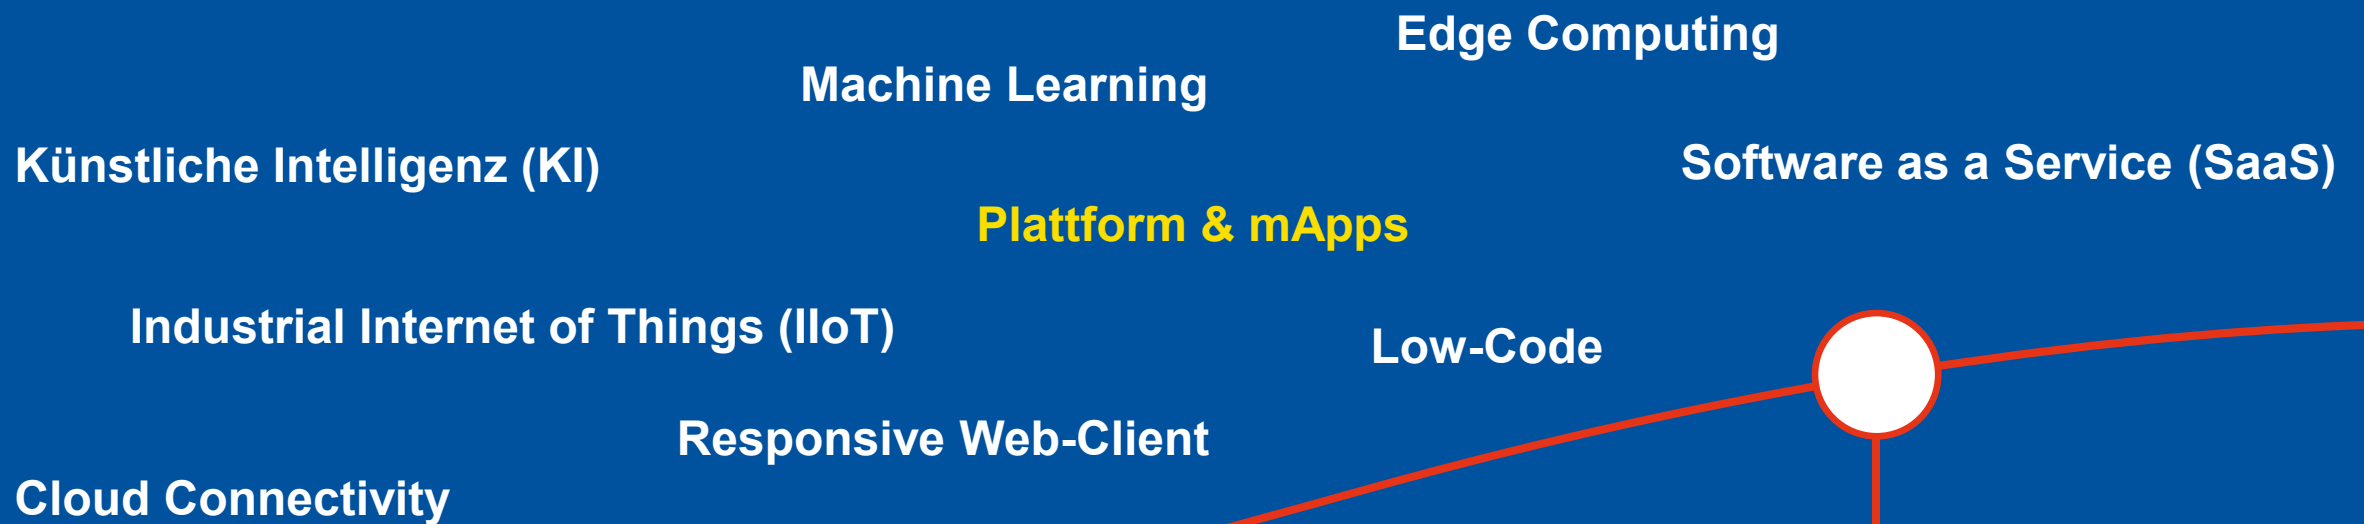 Edge Computing
Machine Learning
Künstliche Intelligenz (KI)
Software as a Service (SaaS)
Plattform & mApps
Industrial Internet of Things (IIoT)
Low-Code
Responsive Web-Client
Cloud Connectivity